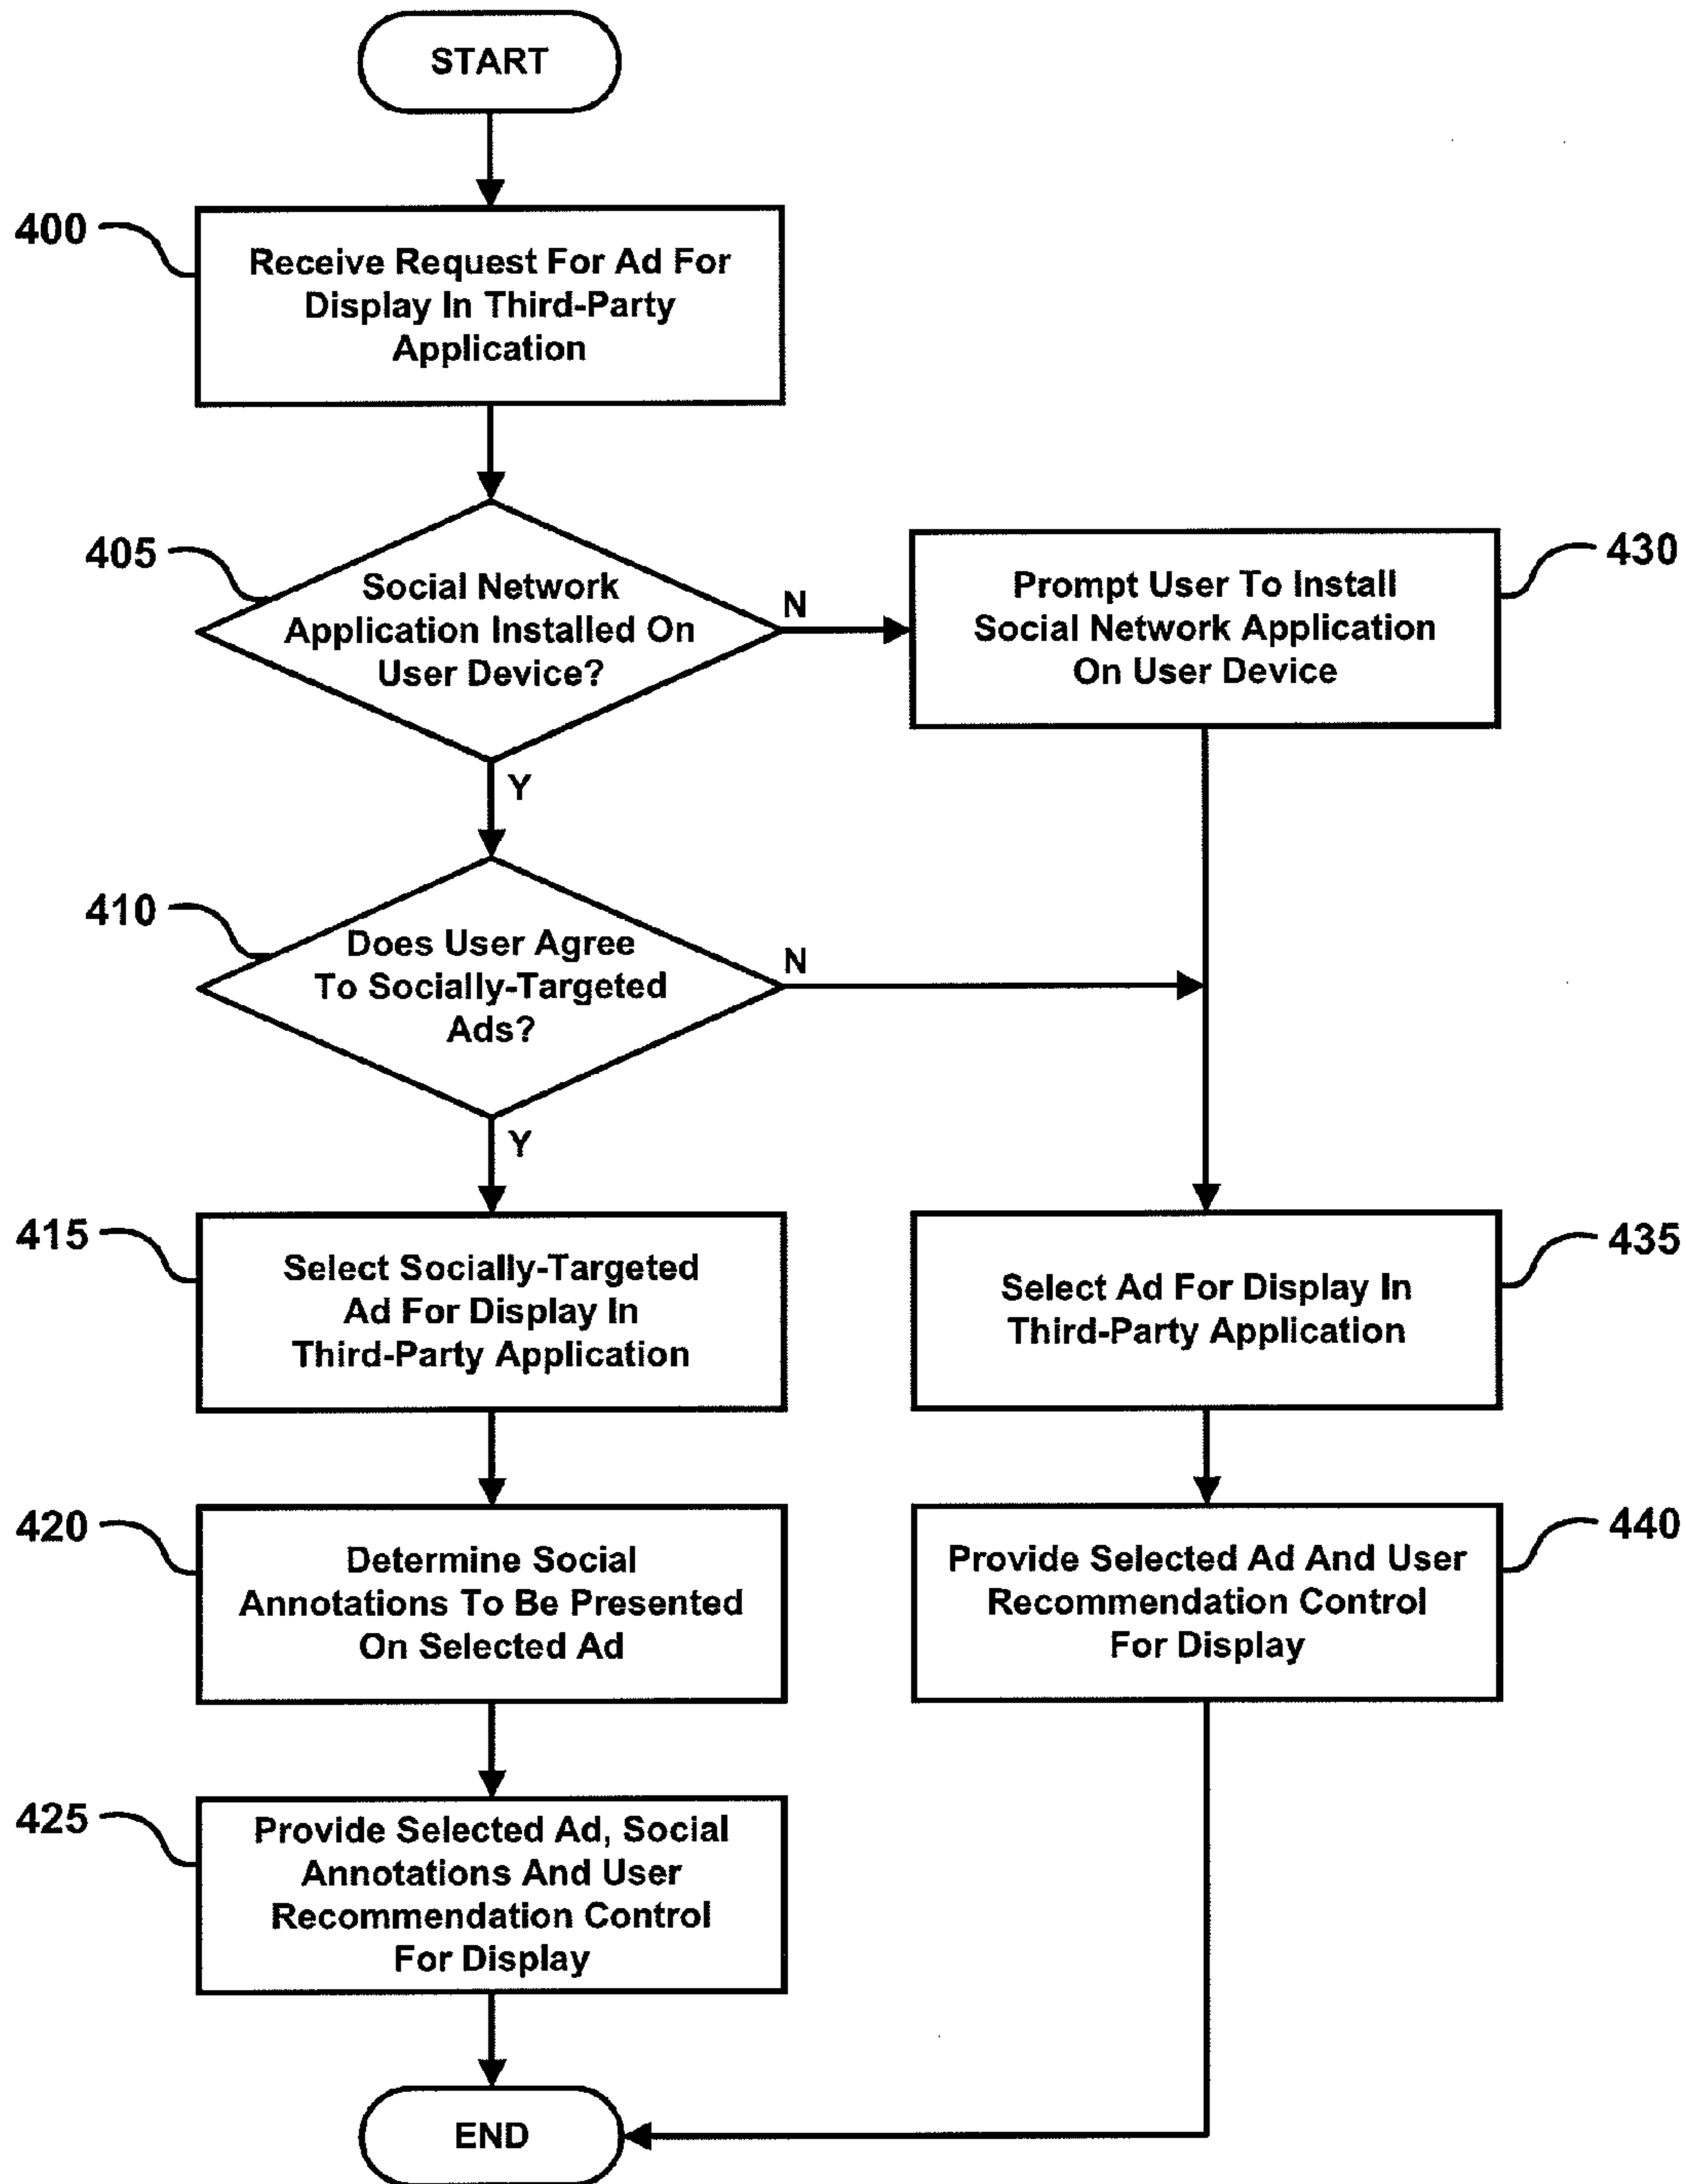 START
400
Receive Request For Ad For
Display In Third-Party
Application
405
Social Network
Application Installed On
User Device?
N
430
Prompt User To Install
Social Network Application
On User Device
Y
410
Does User Agree
To Socially-Targeted
Ads?
N
Y
415
Select Socially-Targeted
Ad For Display In
Third-Party Application
435
Select Ad For Display In
Third-Party Application
420
Determine Social
Annotations To Be Presented
On Selected Ad
440
Provide Selected Ad And User
Recommendation Control
For Display
425
Provide Selected Ad, Social
Annotations And User
Recommendation Control
For Display
END